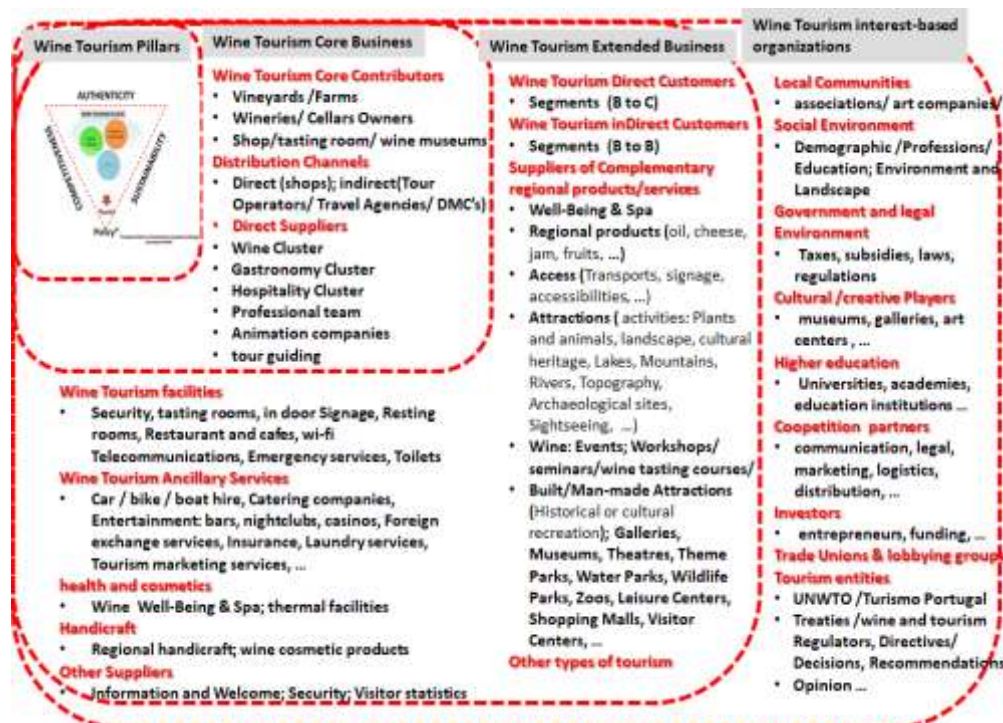 Wine Tourism Pillars
AUTHENTICITY
COMPETITIVENESS
SUSTAINABILITY
Policy*
Wine Tourism Core Business
Wine Tourism Core Contributors
• Vineyards /Farms
• Wineries/ Cellars Owners
• Shop/tasting room/ wine museums
Distribution Channels
• Direct (shops); indirect(Tour
Operators/ Travel Agencies/ DMC's)
• Direct Suppliers
• Wine Cluster
• Gastronomy Cluster
• Hospitality Cluster
• Professional team
• Animation companies
• tour guiding
Wine Tourism facilities
• Security, tasting rooms, in door Signage, Resting
rooms, Restaurant and cafes, wi-fi
Telecommunications, Emergency services, Toilets
Wine Tourism Ancillary Services
• Car / bike / boat hire, Catering companies,
Entertainment: bars, nightclubs, casinos, Foreign
exchange services, Insurance, Laundry services,
Tourism marketing services, ...
health and cosmetics
• Wine Well-Being & Spa; thermal facilities
Handicraft
• Regional handicraft; wine cosmetic products
Other Suppliers
• Information and Welcome; Security; Visitor statistics
Wine Tourism Extended Business
Wine Tourism Direct Customers
• Segments (B to C)
Wine Tourism inDirect Customers
• Segments (B to B)
Suppliers of Complementary
regional products/services
• Well-Being & Spa
• Regional products (oil, cheese,
jam, fruits, ...)
• Access (Transports, signage,
accessibilities, ...)
• Attractions ( activities: Plants
and animals, landscape, cultural
heritage, Lakes, Mountains,
Rivers, Topography,
Archaeological sites,
Sightseeing, ...)
• Wine: Events; Workshops/
seminars/wine tasting courses/
• Built/Man-made Attractions
(Historical or cultural
recreation); Galleries,
Museums, Theatres, Theme
Parks, Water Parks, Wildlife
Parks, Zoos, Leisure Centers,
Shopping Malls, Visitor
Centers, ...
Other types of tourism
Wine Tourism interest-based
organizations
Local Communities
• associations/ art companies/
Social Environment
• Demographic /Professions/
Education; Environment and
Landscape
Government and legal
Environment
• Taxes, subsidies, laws,
regulations
Cultural /creative Players
• museums, galleries, art
centers , ...
Higher education
• Universities, academies,
education institutions ...
Coopetition partners
• communication, legal,
marketing, logistics,
distribution, ...
Investors
• entrepreneurs, funding, ...
Trade Unions & lobbying group
Tourism entities
• UNWTO /Turismo Portugal
• Treaties /wine and tourism
Regulators, Directives/
Decisions, Recommendations
• Opinion ...